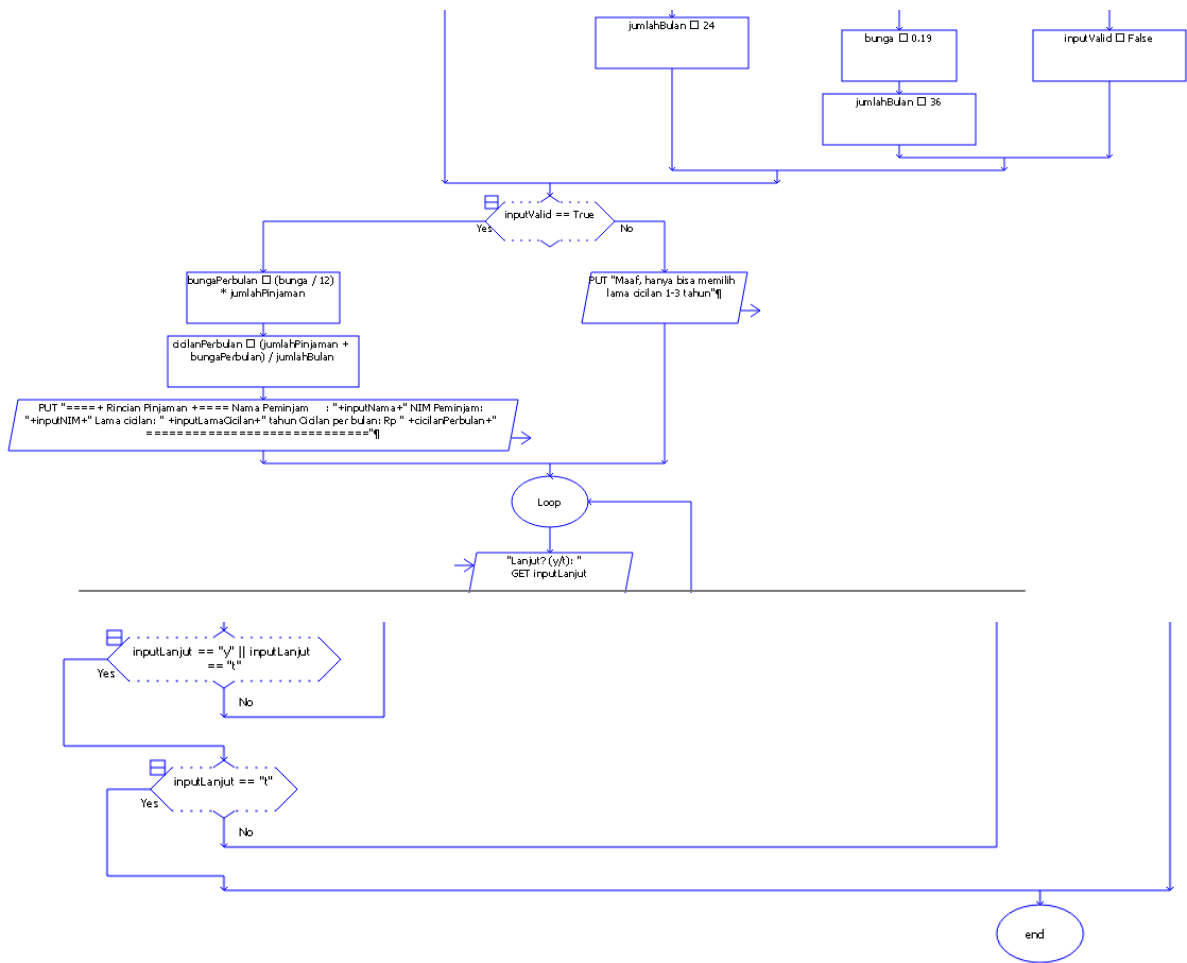 jumlahBulan □ 24
bunga □ 0.19
inputValid □ False
jumlahBulan □ 36
inputValid == True
Yes
No
bungaPerbulan □ (bunga / 12)
* jumlahPinjaman
PUT "Maaf, hanya bisa memilih
lama cicilan 1-3 tahun"¶
cicilanPerbulan □ (jumlahPinjaman +
bungaPerbulan) / jumlahBulan
PUT "====+ Rincian Pinjaman +==== Nama Peminjam : "+inputNama+" NIM Peminjam:
"+inputNIM+" Lama cicilan: " +inputLamaCicilan+" tahun Cicilan per bulan: Rp " +cicilanPerbulan+"
============================"¶
Loop
"Lanjut? (y/t): "
GET inputLanjut
inputLanjut == "y" || inputLanjut
== "t"
Yes
No
inputLanjut == "t"
Yes
No
end